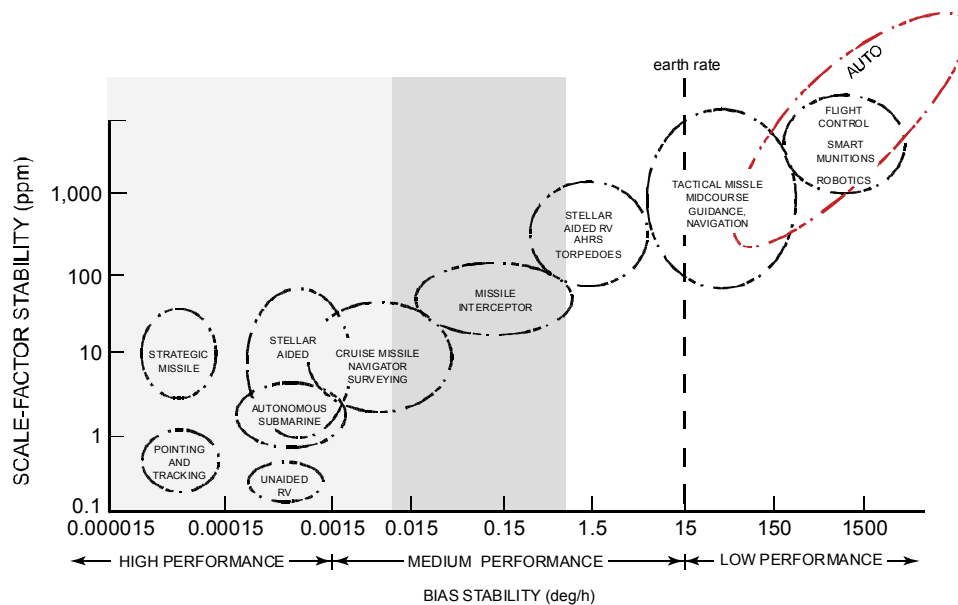 earth rate
AUTO
FLIGHT
CONTROL
SMART
MUNITIONS
ROBOTICS
TACTICAL MISSLE
MIDCOURSE
GUIDANCE,
NAVIGATION
STELLAR
AIDED RV
AHRS
TORPEDOES
MISSILE
INTERCEPTOR
STRATEGIC
MISSILE
STELLAR
AIDED
CRUISE MISSILE
NAVIGATOR
SURVEYING
AUTONOMOUS
SUBMARINE
POINTING
AND
TRACKING
UNAIDED
RV
SCALE-FACTOR STABILITY (ppm)
1,000
100
10
1
0.1
0.000015
0.00015
0.0015
0.015
0.15
1.5
15
150
1500
HIGH PERFORMANCE
MEDIUM PERFORMANCE
LOW PERFORMANCE
BIAS STABILITY (deg/h)